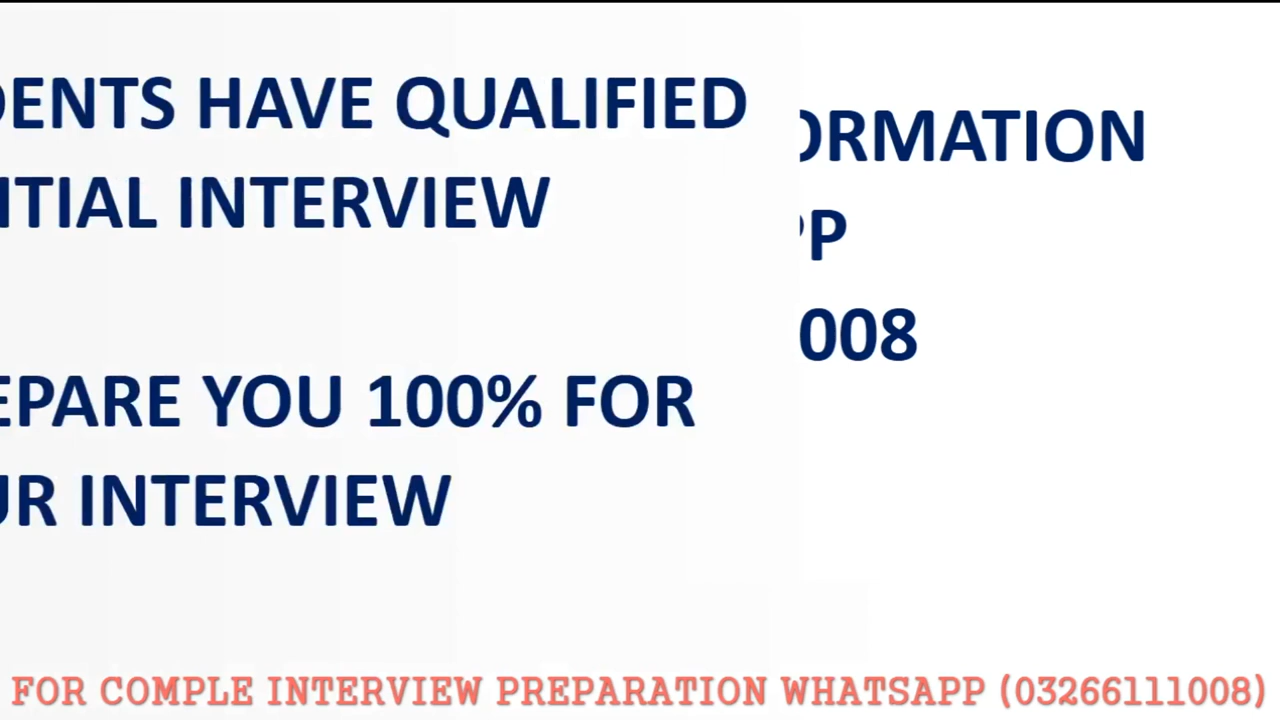 DENTS HAVE QUALIFIED
ITIAL INTERVIEW
EPARE YOU 100% FOR
UR INTERVIEW
ORMATION
PP
008
FOR COMPLE INTERVIEW PREPARATION WHATSAPP (03266111008)